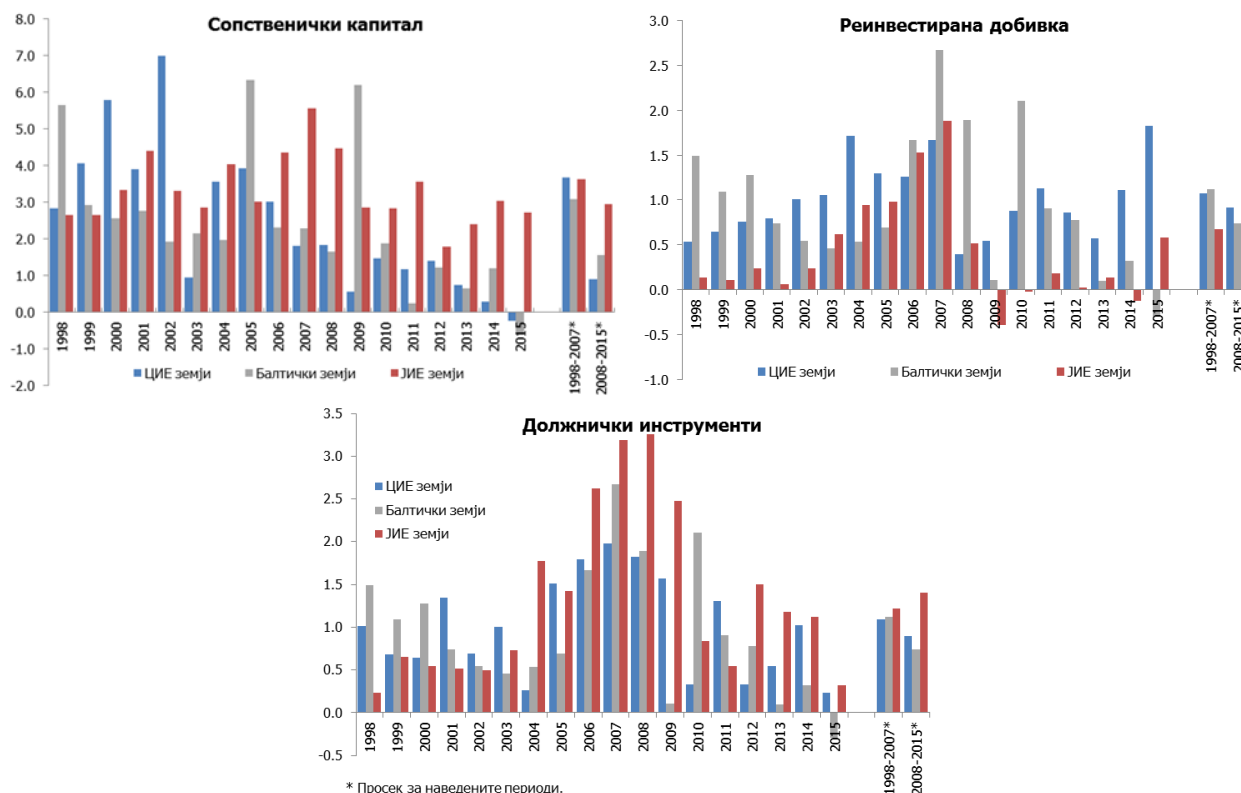 Сопственички капитал
8.0
7.0
6.0
5.0
4.0
3.0
2.0
1.0
0.0
-1.0
-2.0
1998 1999 2000 2001 2002 2003 2004 2005 2006 2007 2008 2009 2010 2011 2012 2013 2014 2015 1998-2007* 2008-2015*
ЦИЕ земји Балтички земји ЈИЕ земји
Реинвестирана добивка
3.0
2.5
2.0
1.5
1.0
0.5
0.0
-0.5
-1.0
1998 1999 2000 2001 2002 2003 2004 2005 2006 2007 2008 2009 2010 2011 2012 2013 2014 2015 1998-2007* 2008-2015*
ЦИЕ земји Балтички земји ЈИЕ земји
Должнички инструменти
3.5
3.0
2.5
2.0
1.5
1.0
0.5
0.0
-0.5
ЦИЕ земји
Балтички земји
ЈИЕ земји
1998 1999 2000 2001 2002 2003 2004 2005 2006 2007 2008 2009 2010 2011 2012 2013 2014 2015 1998-2007* 2008-2015*
* Просек за наведените периоди.